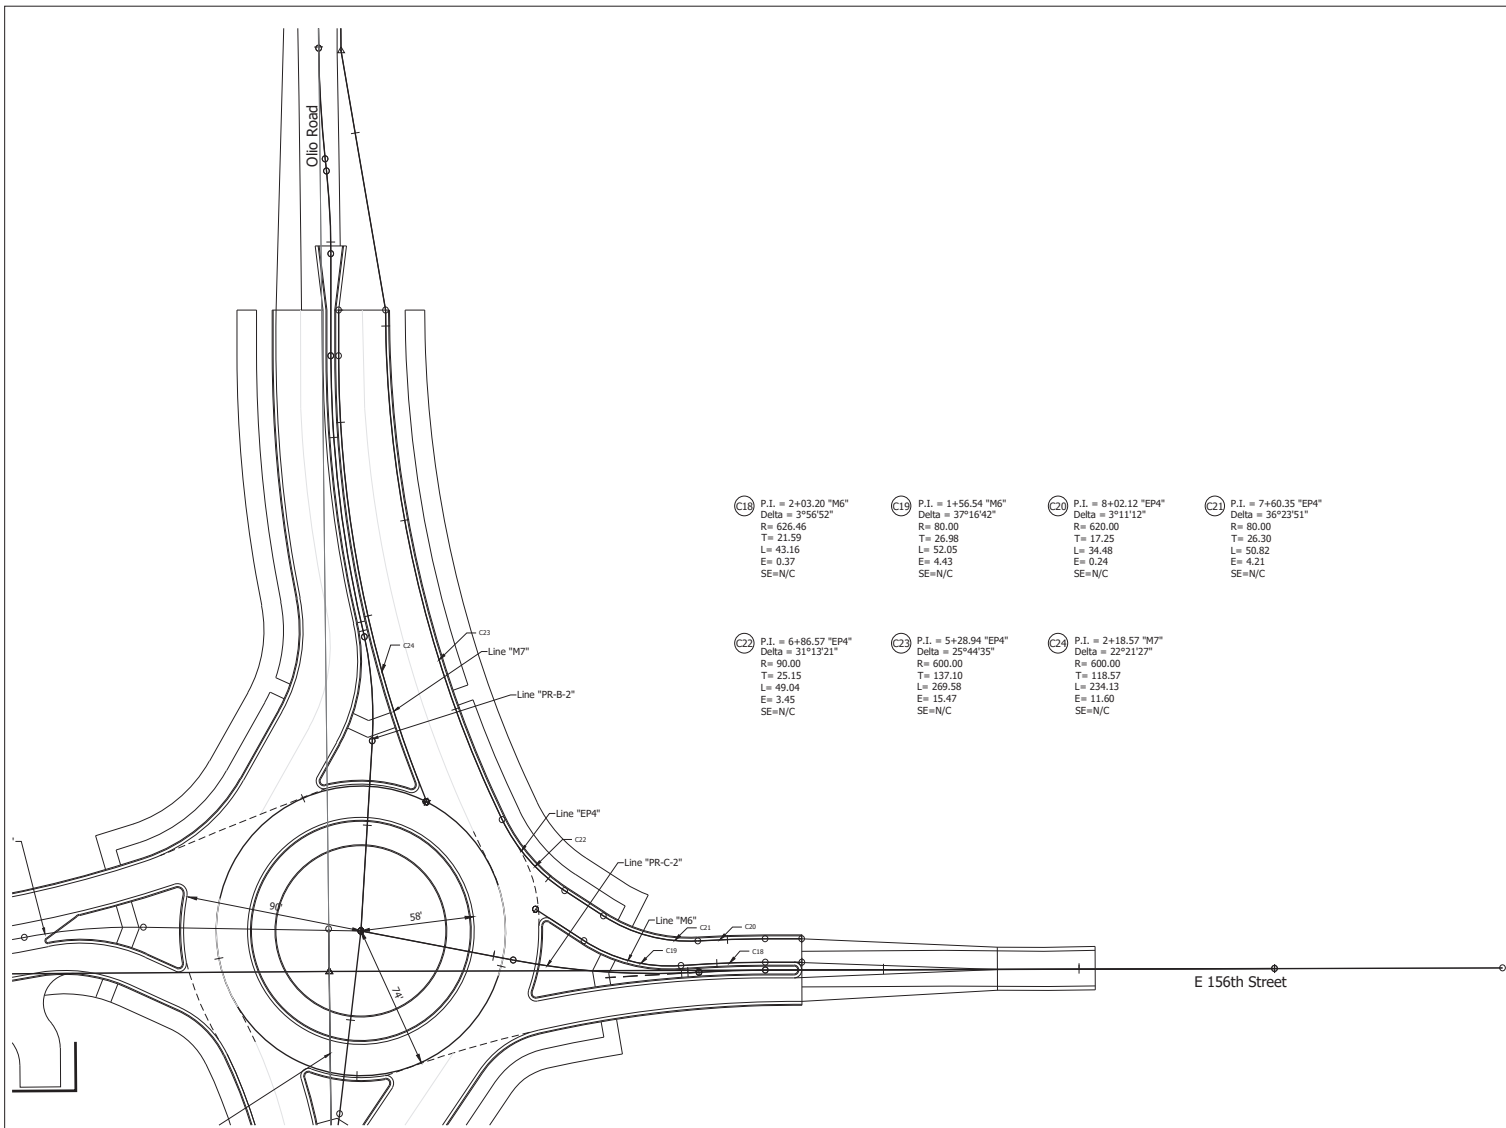 Olio Road
C18
P.I. = 2+03.20 "M6"
Delta = 3°56'52"
R= 626.46
T= 21.59
L= 43.16
E= 0.37
SE=N/C
C19
P.I. = 1+56.54 "M6"
Delta = 37°16'42"
R= 80.00
T= 26.98
L= 52.05
E= 4.43
SE=N/C
C20
P.I. = 8+02.12 "EP4"
Delta = 3°11'12"
R= 620.00
T= 17.25
L= 34.48
E= 0.24
SE=N/C
C21
P.I. = 7+60.35 "EP4"
Delta = 36°23'51"
R= 80.00
T= 26.30
L= 50.82
E= 4.21
SE=N/C
C22
P.I. = 6+86.57 "EP4"
Delta = 31°13'21"
R= 90.00
T= 25.15
L= 49.04
E= 3.45
SE=N/C
C23
P.I. = 5+28.94 "EP4"
Delta = 25°44'35"
R= 600.00
T= 137.10
L= 269.58
E= 15.47
SE=N/C
C24
P.I. = 2+18.57 "M7"
Delta = 22°21'27"
R= 600.00
T= 118.57
L= 234.13
E= 11.60
SE=N/C
C23
C24
Line "M7"
Line "PR-B-2"
Line "EP4"
C22
Line "PR-C-2"
90'
58'
Line "M6"
C21
C20
C19
C18
74'
E 156th Street